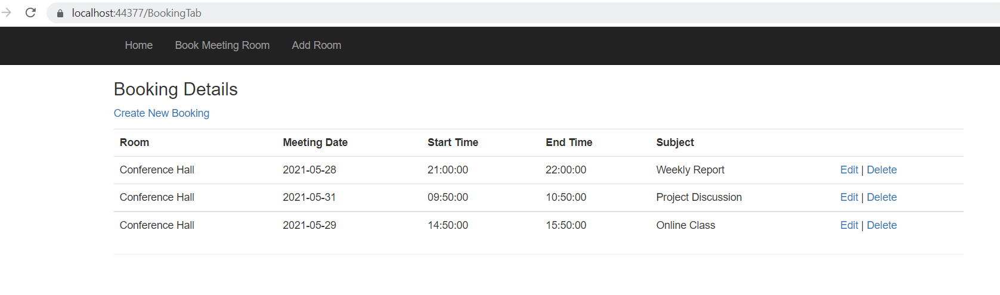 localhost:44377/BookingTab
Home Book Meeting Room Add Room
Booking Details
Create New Booking
Room Meeting Date Start Time End Time Subject
Conference Hall 2021-05-28 21:00:00 22:00:00 Weekly Report Edit | Delete
Conference Hall 2021-05-31 09:50:00 10:50:00 Project Discussion Edit | Delete
Conference Hall 2021-05-29 14:50:00 15:50:00 Online Class Edit | Delete